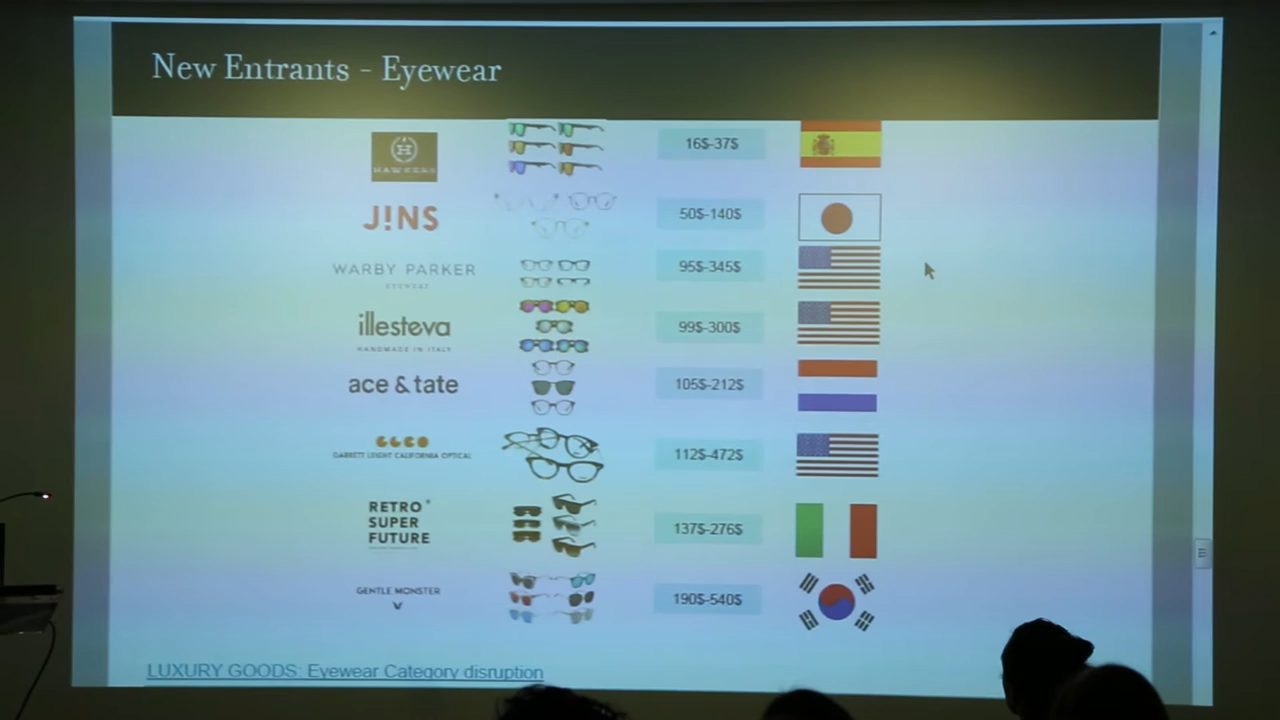 New Entrants - Eyewear
H
HAWKERS
16$-37$
J!NS
50$-140$
WARBY PARKER
EYEWEAR
95$-345$
illesteva
HANDMADE IN ITALY
99$-300$
ace & tate
105$-212$
GLCO
GARRETT LEIGHT CALIFORNIA OPTICAL
112$-472$
RETRO
SUPER
FUTURE
137$-276$
GENTLE MONSTER
190$-540$
LUXURY GOODS: Eyewear Category disruption